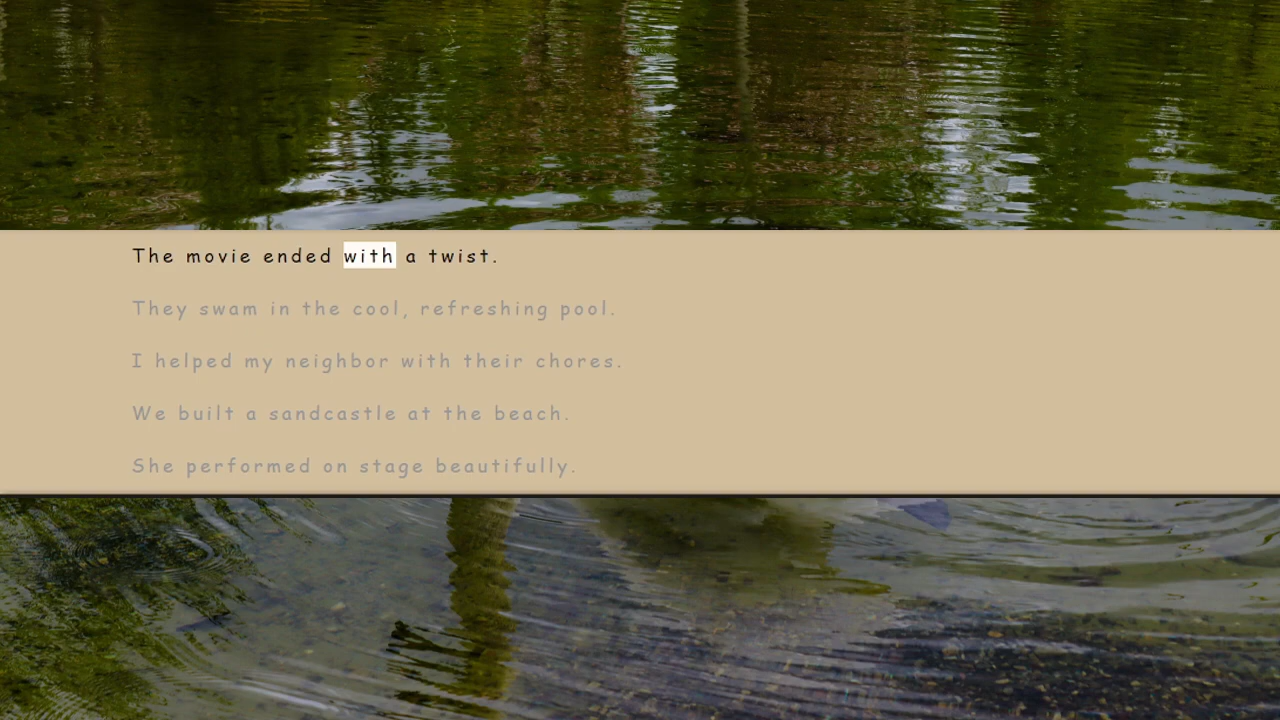 The movie ended with a twist.
They swam in the cool, refreshing pool.
I helped my neighbor with their chores.
We built a sandcastle at the beach.
She performed on stage beautifully.